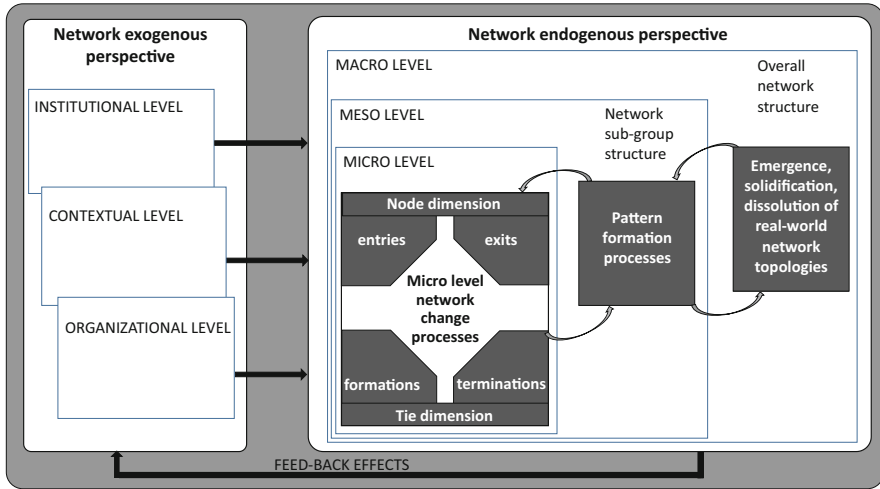 Network exogenous
perspective
INSTITUTIONAL LEVEL
CONTEXTUAL LEVEL
ORGANIZATIONAL LEVEL
Network endogenous perspective
MACRO LEVEL
Overall
network
structure
MESO LEVEL
Network
sub-group
structure
MICRO LEVEL
Node dimension
entries
exits
Micro level
network
change
processes
formations
terminations
Tie dimension
Pattern
formation
processes
Emergence,
solidification,
dissolution of
real-world
network
topologies
FEED-BACK EFFECTS